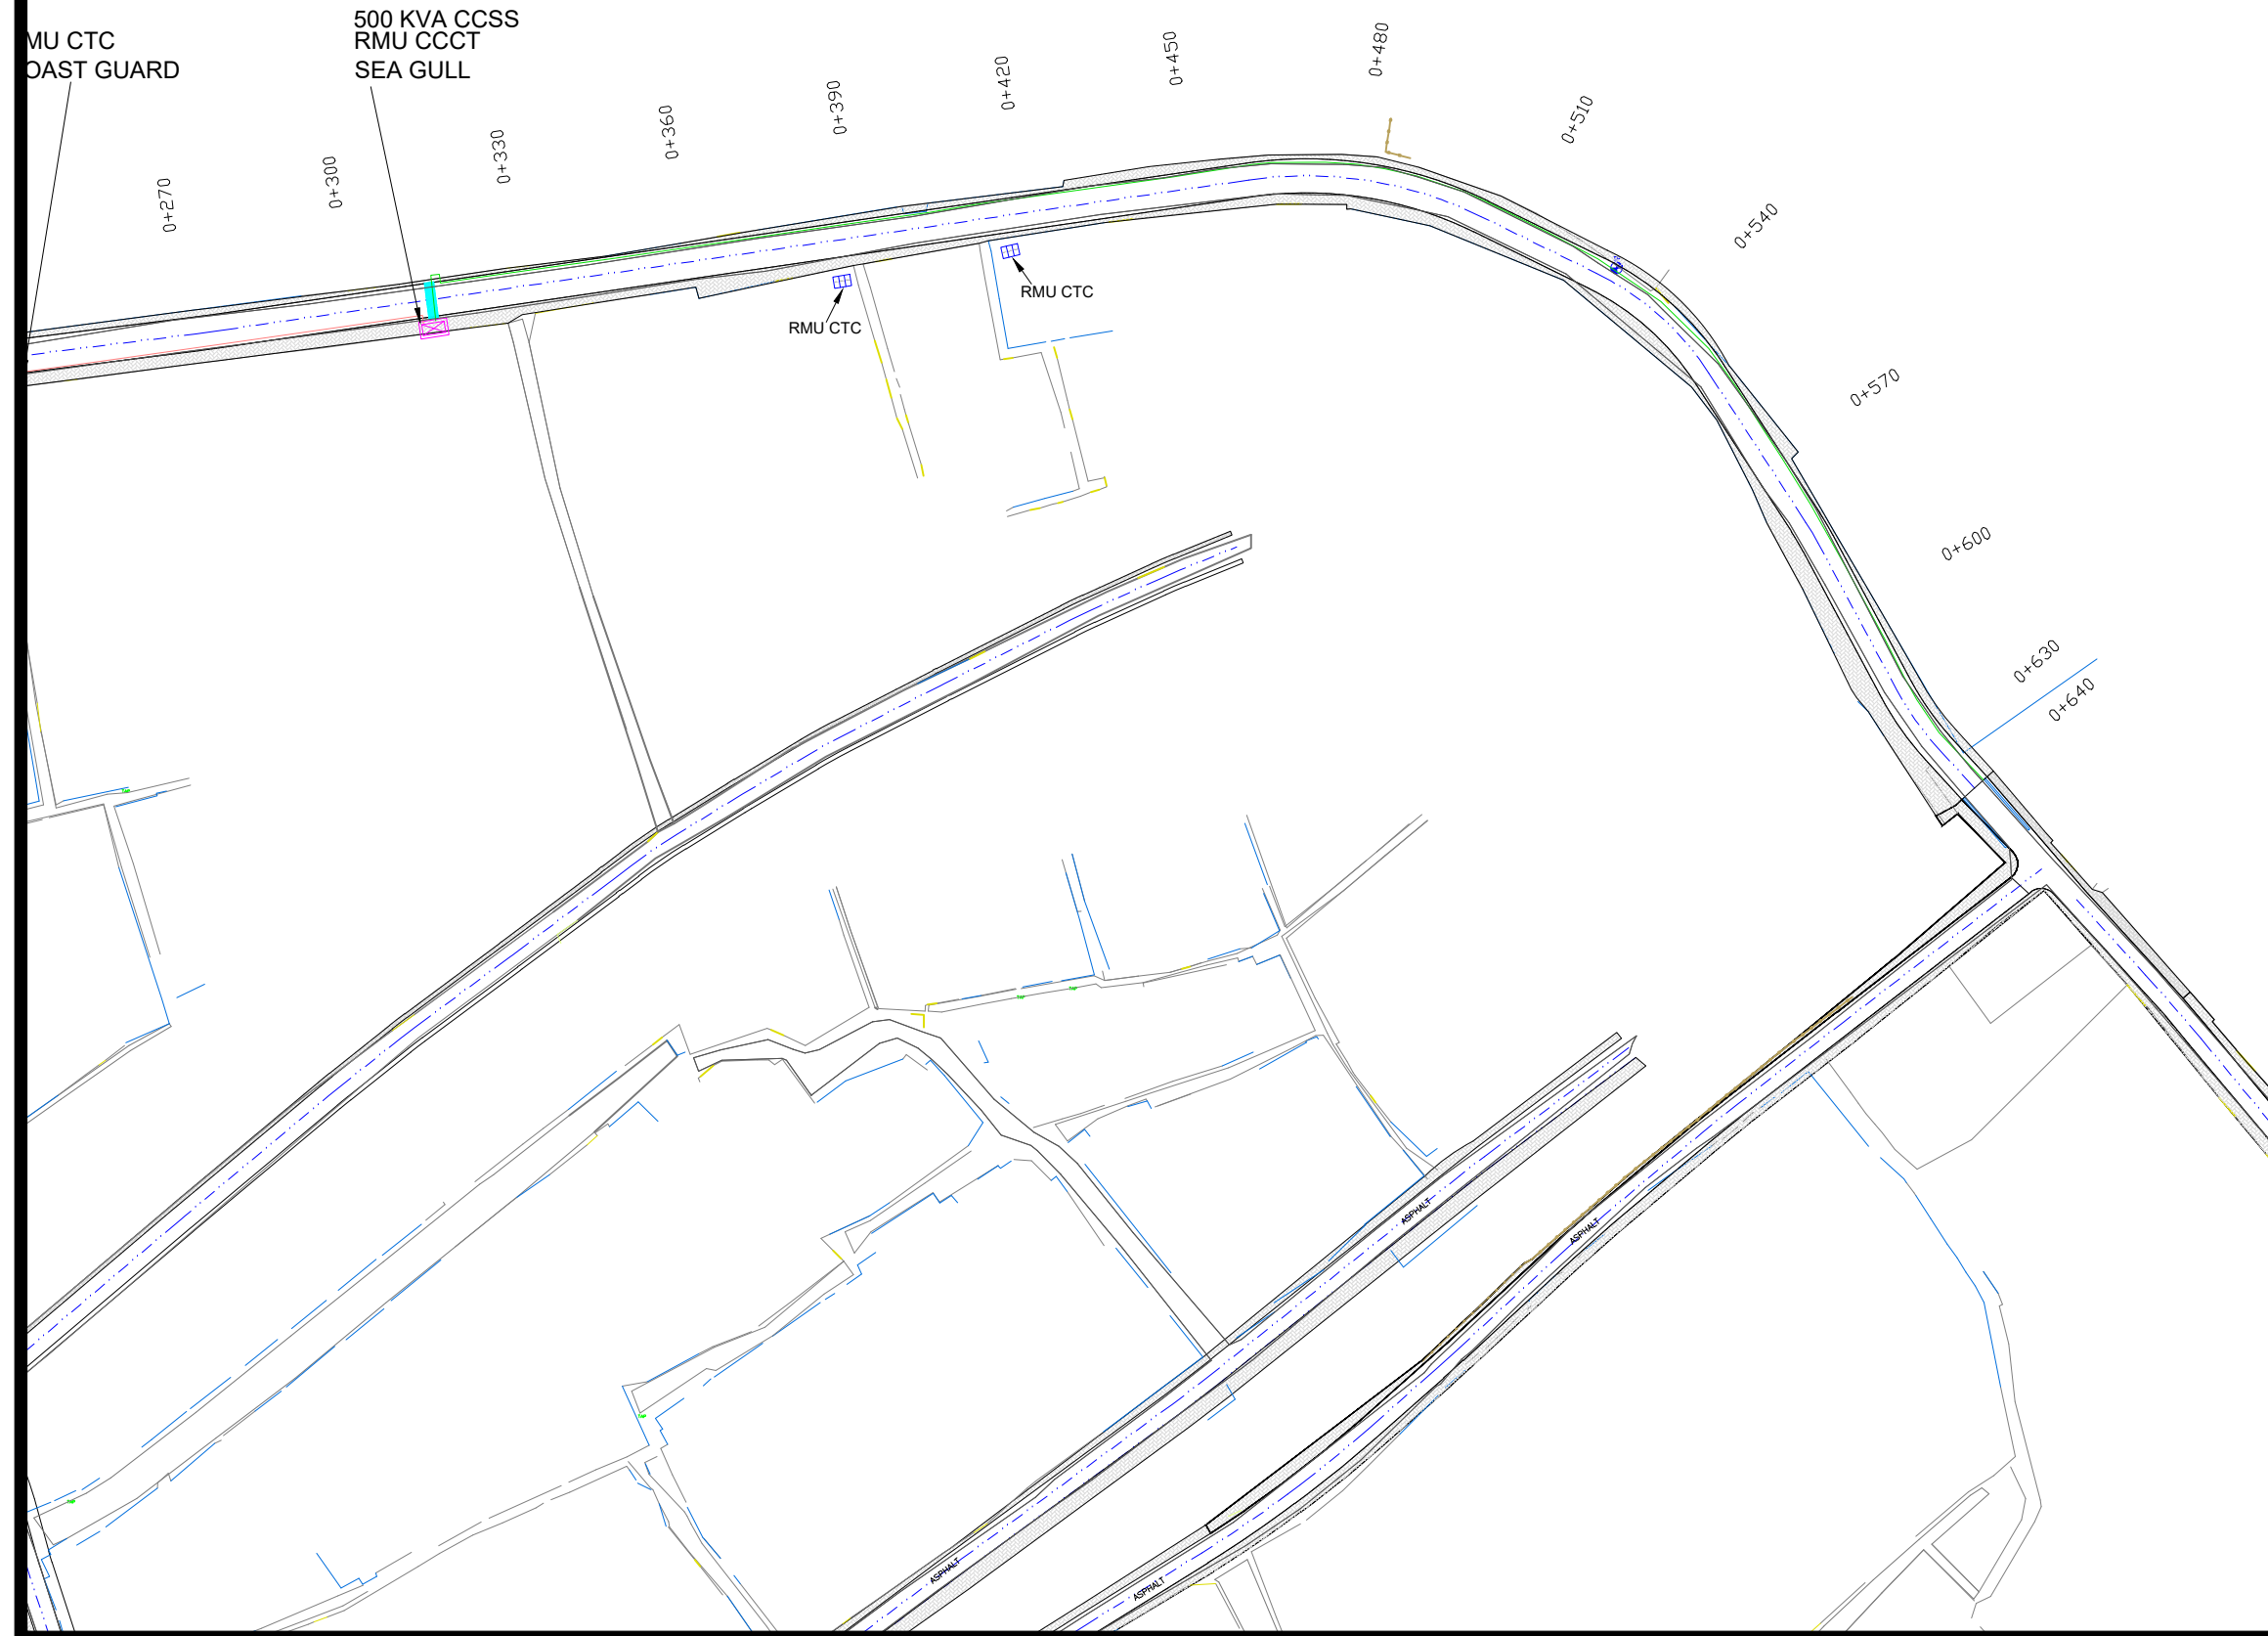 500 KVA CCSS
MU CTC
RMU CCCT
OAST GUARD
SEA GULL
0+270
0+300
0+330
0+360
0+390
0+420
0+450
0+480
0+510
0+540
0+570
0+600
0+630
0+640
RMU CTC
RMU CTC
ASPHALT
ASPHALT
ASPHALT
ASPHALT